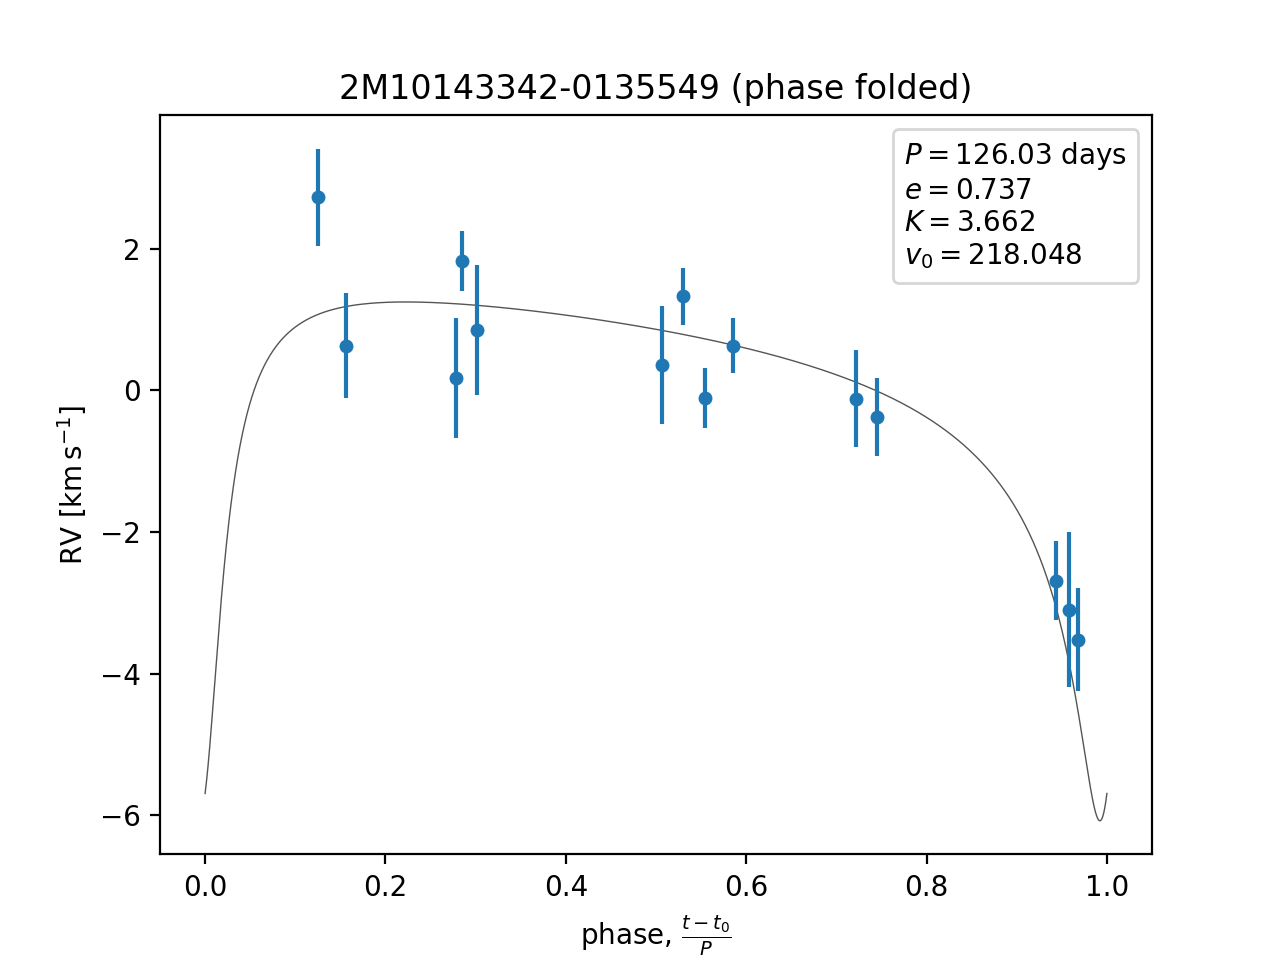 2M10143342-0135549 (phase folded)
P = 126.03 days
e = 0.737
K = 3.662
v₀ = 218.048
2
0
−2
−4
−6
RV [km s⁻¹]
0.0 0.2 0.4 0.6 0.8 1.0
phase, (t − t₀)/P